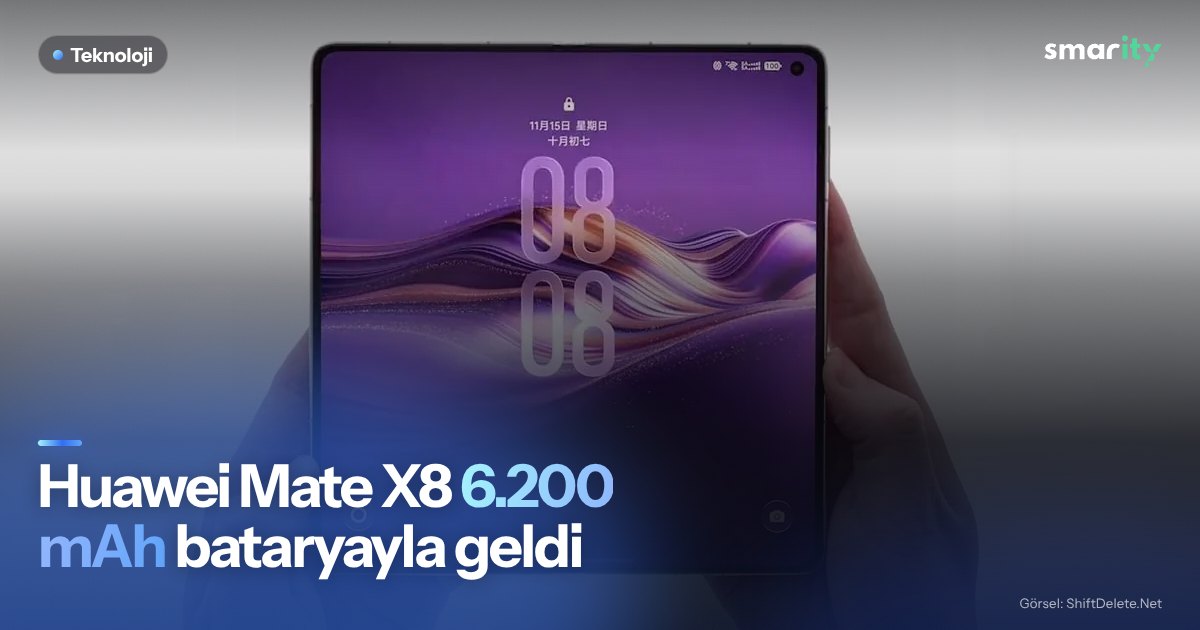 Teknoloji
smarity
100
11月15日 星期日
十月初七
08
08
Huawei Mate X8 6.200
mAh bataryayla geldi
Görsel: ShiftDelete.Net